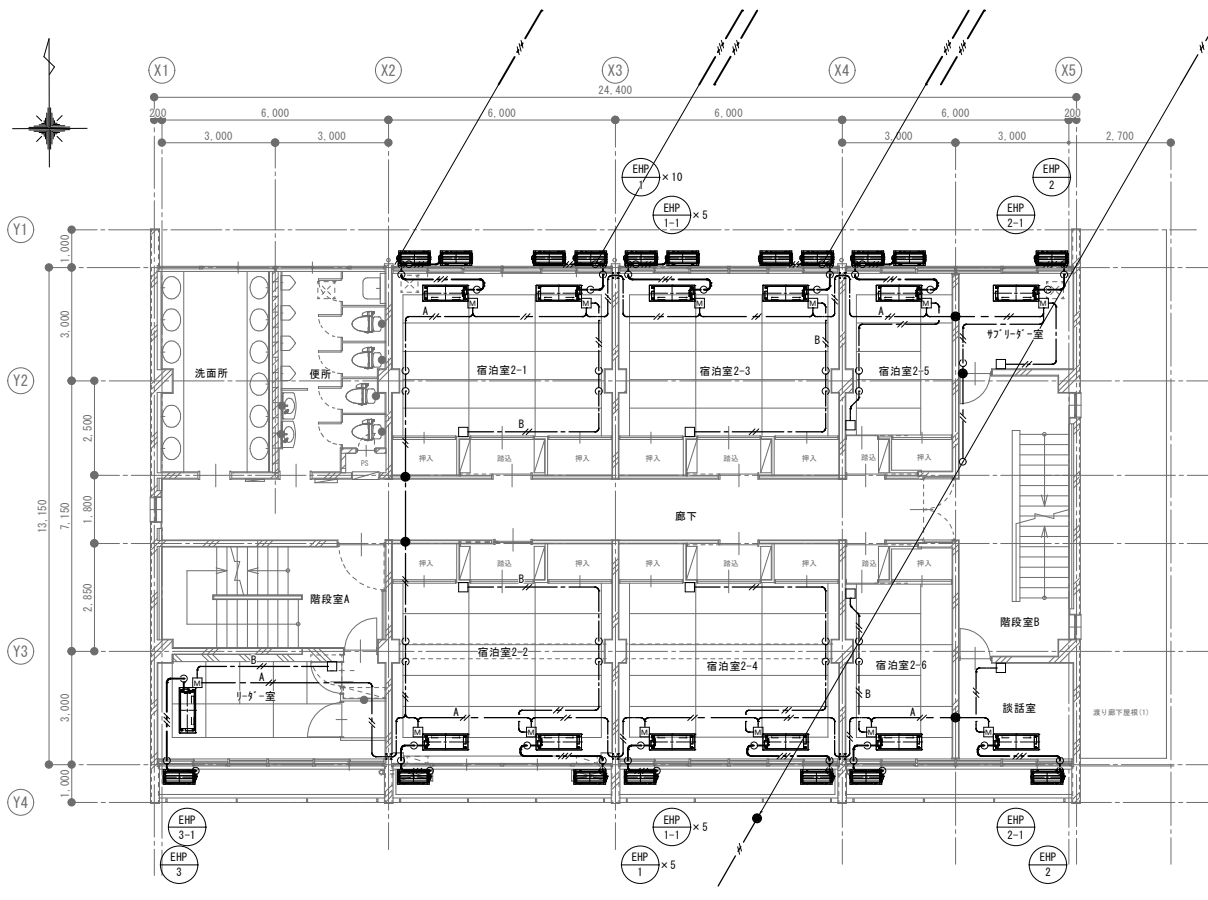 X1
X2
X3
X4
X5
24,400
200
6,000
6,000
6,000
6,000
200
3,000
3,000
3,000
3,000
2,700
EHP
1
×10
EHP
2
EHP
1-1
×5
EHP
2-1
Y1
1,000
A
M
M
M
M
M
M
A
B
サブリーダー室
3,000
洗面所
便所
宿泊室2-1
宿泊室2-3
宿泊室2-5
Y2
B
2,500
押入
踏込
押入
押入
踏込
押入
踏込
押入
PS
13,150
7,150
1,800
廊下
押入
踏込
押入
押入
踏込
押入
踏込
押入
B
B
2,850
階段室A
階段室B
Y3
宿泊室2-2
宿泊室2-4
宿泊室2-6
B
A
M
リーダー室
B
談話室
3,000
A
A
渡り廊下屋根(1)
M
M
M
M
M
M
1,000
Y4
EHP
3-1
EHP
1-1
×5
EHP
2-1
EHP
3
EHP
1
×5
EHP
2